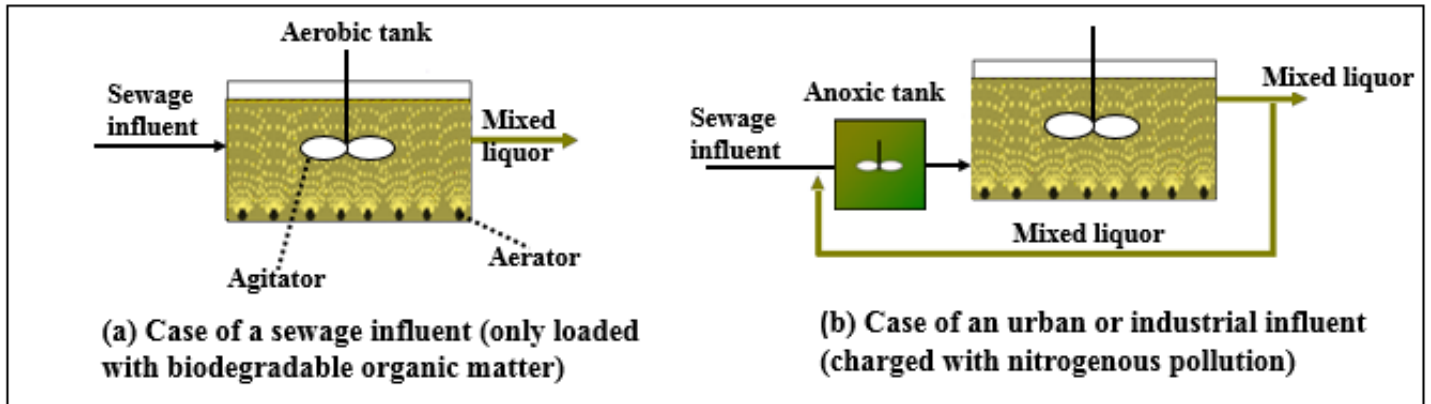 Aerobic tank
Sewage
influent
Mixed
liquor
Agitator
Aerator
(a) Case of a sewage influent (only loaded
with biodegradable organic matter)
Anoxic tank
Sewage
influent
Mixed liquor
Mixed liquor
(b) Case of an urban or industrial influent
(charged with nitrogenous pollution)